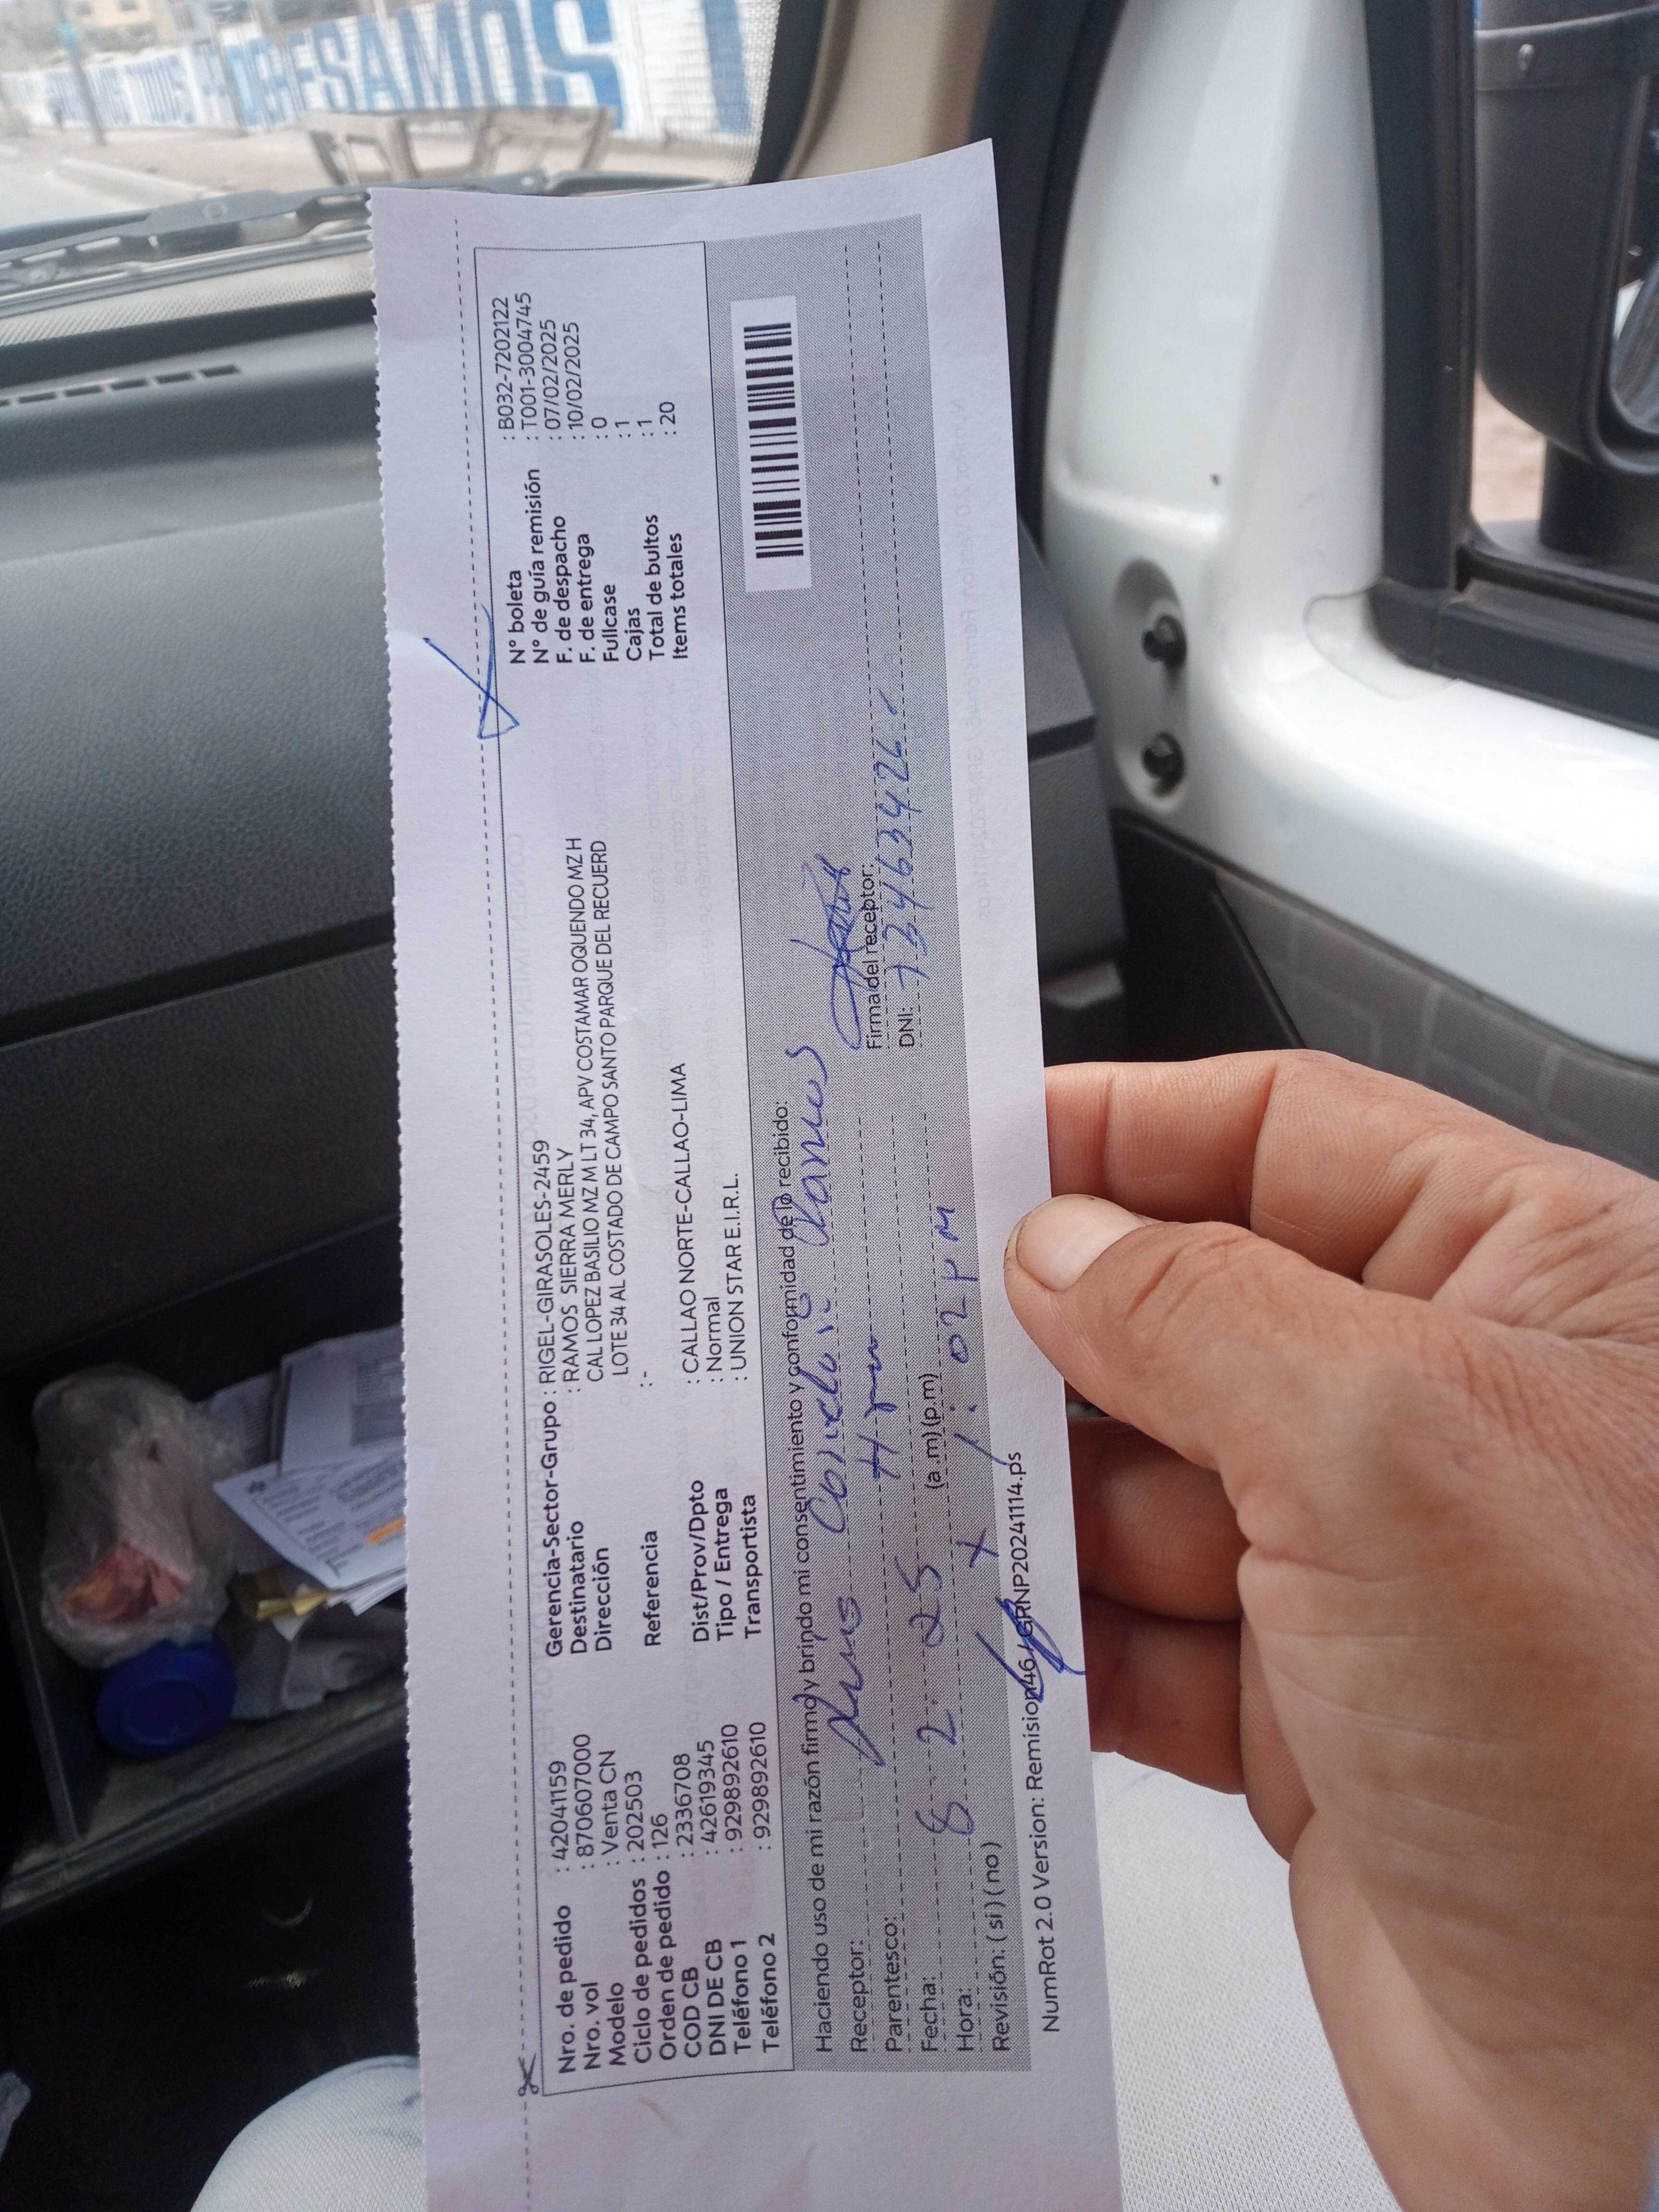 Nro. de pedido : 42041159
Nro. vol : 870607000
Modelo : Venta CN
Ciclo de pedidos : 202503
Orden de pedido : 126
COD CB : 2336708
DNI DE CB : 42619345
Teléfono 1 : 929892610
Teléfono 2 : 929892610
Gerencia-Sector-Grupo : RIGEL-GIRASOLES-2459
Destinatario : RAMOS SIERRA MERLY
Dirección CAL LOPEZ BASILIO MZ M LT 34, APV COSTAMAR OQUENDO MZ H
LOTE 34 AL COSTADO DE CAMPO SANTO PARQUE DEL RECUERD
Referencia : -
Dist/Prov/Dpto : CALLAO NORTE-CALLAO-LIMA
Tipo / Entrega : Normal
Transportista : UNION STAR E.I.R.L.
N° boleta : B032-7202122
N° de guía remisión : T001-3004745
F. de despacho : 07/02/2025
F. de entrega : 10/02/2025
Fullcase : 0
Cajas : 1
Total de bultos : 1
Items totales : 20
Haciendo uso de mi razón firmo y brindo mi consentimiento y conformidad de lo recibido:
Receptor: Ramos
Parentesco:
Fecha: 8 2 25
Hora: (a .m) (p.m) 1:02 PM
Revisión: ( si ) ( no )
Firma del receptor:
DNI: 73463426
NumRot 2.0 Version: Remision46 / GRNP20241114.ps